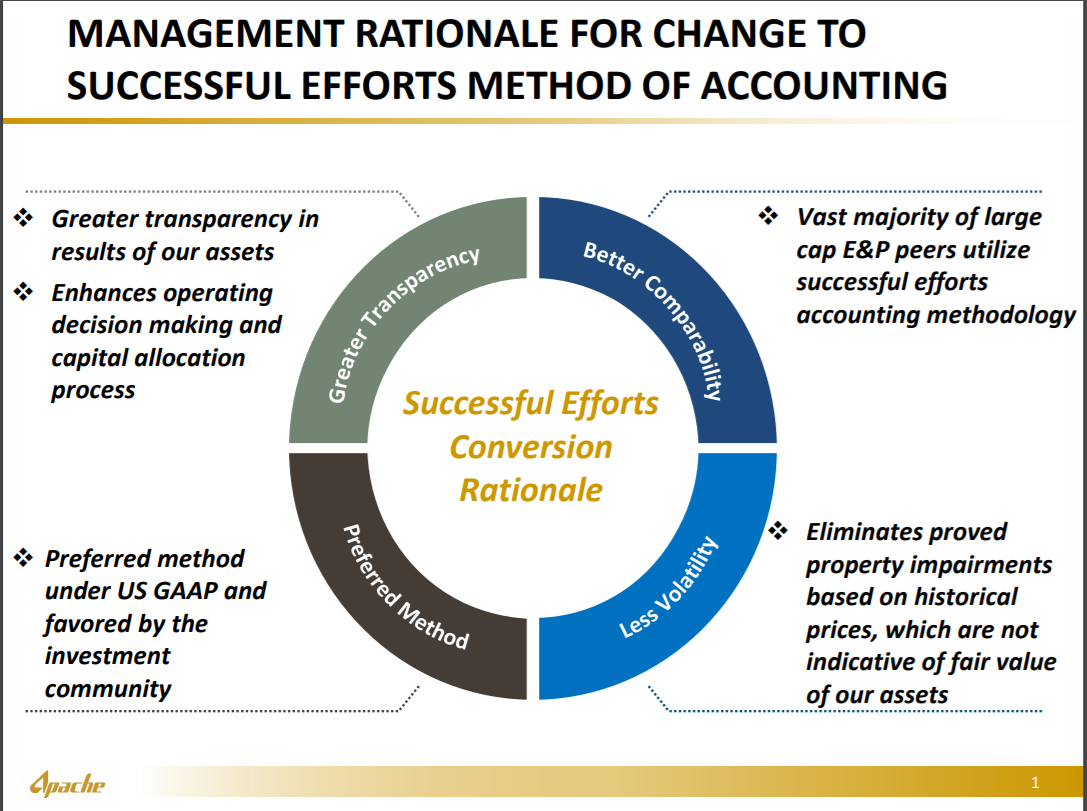 MANAGEMENT RATIONALE FOR CHANGE TO
SUCCESSFUL EFFORTS METHOD OF ACCOUNTING
❖ Greater transparency in
results of our assets
❖ Enhances operating
decision making and
capital allocation
process
Greater Transparency
Better Comparability
❖ Vast majority of large
cap E&P peers utilize
successful efforts
accounting methodology
Successful Efforts
Conversion
Rationale
❖ Preferred method
under US GAAP and
favored by the
investment
community
Preferred Method
Less Volatility
❖ Eliminates proved
property impairments
based on historical
prices, which are not
indicative of fair value
of our assets
Apache
1